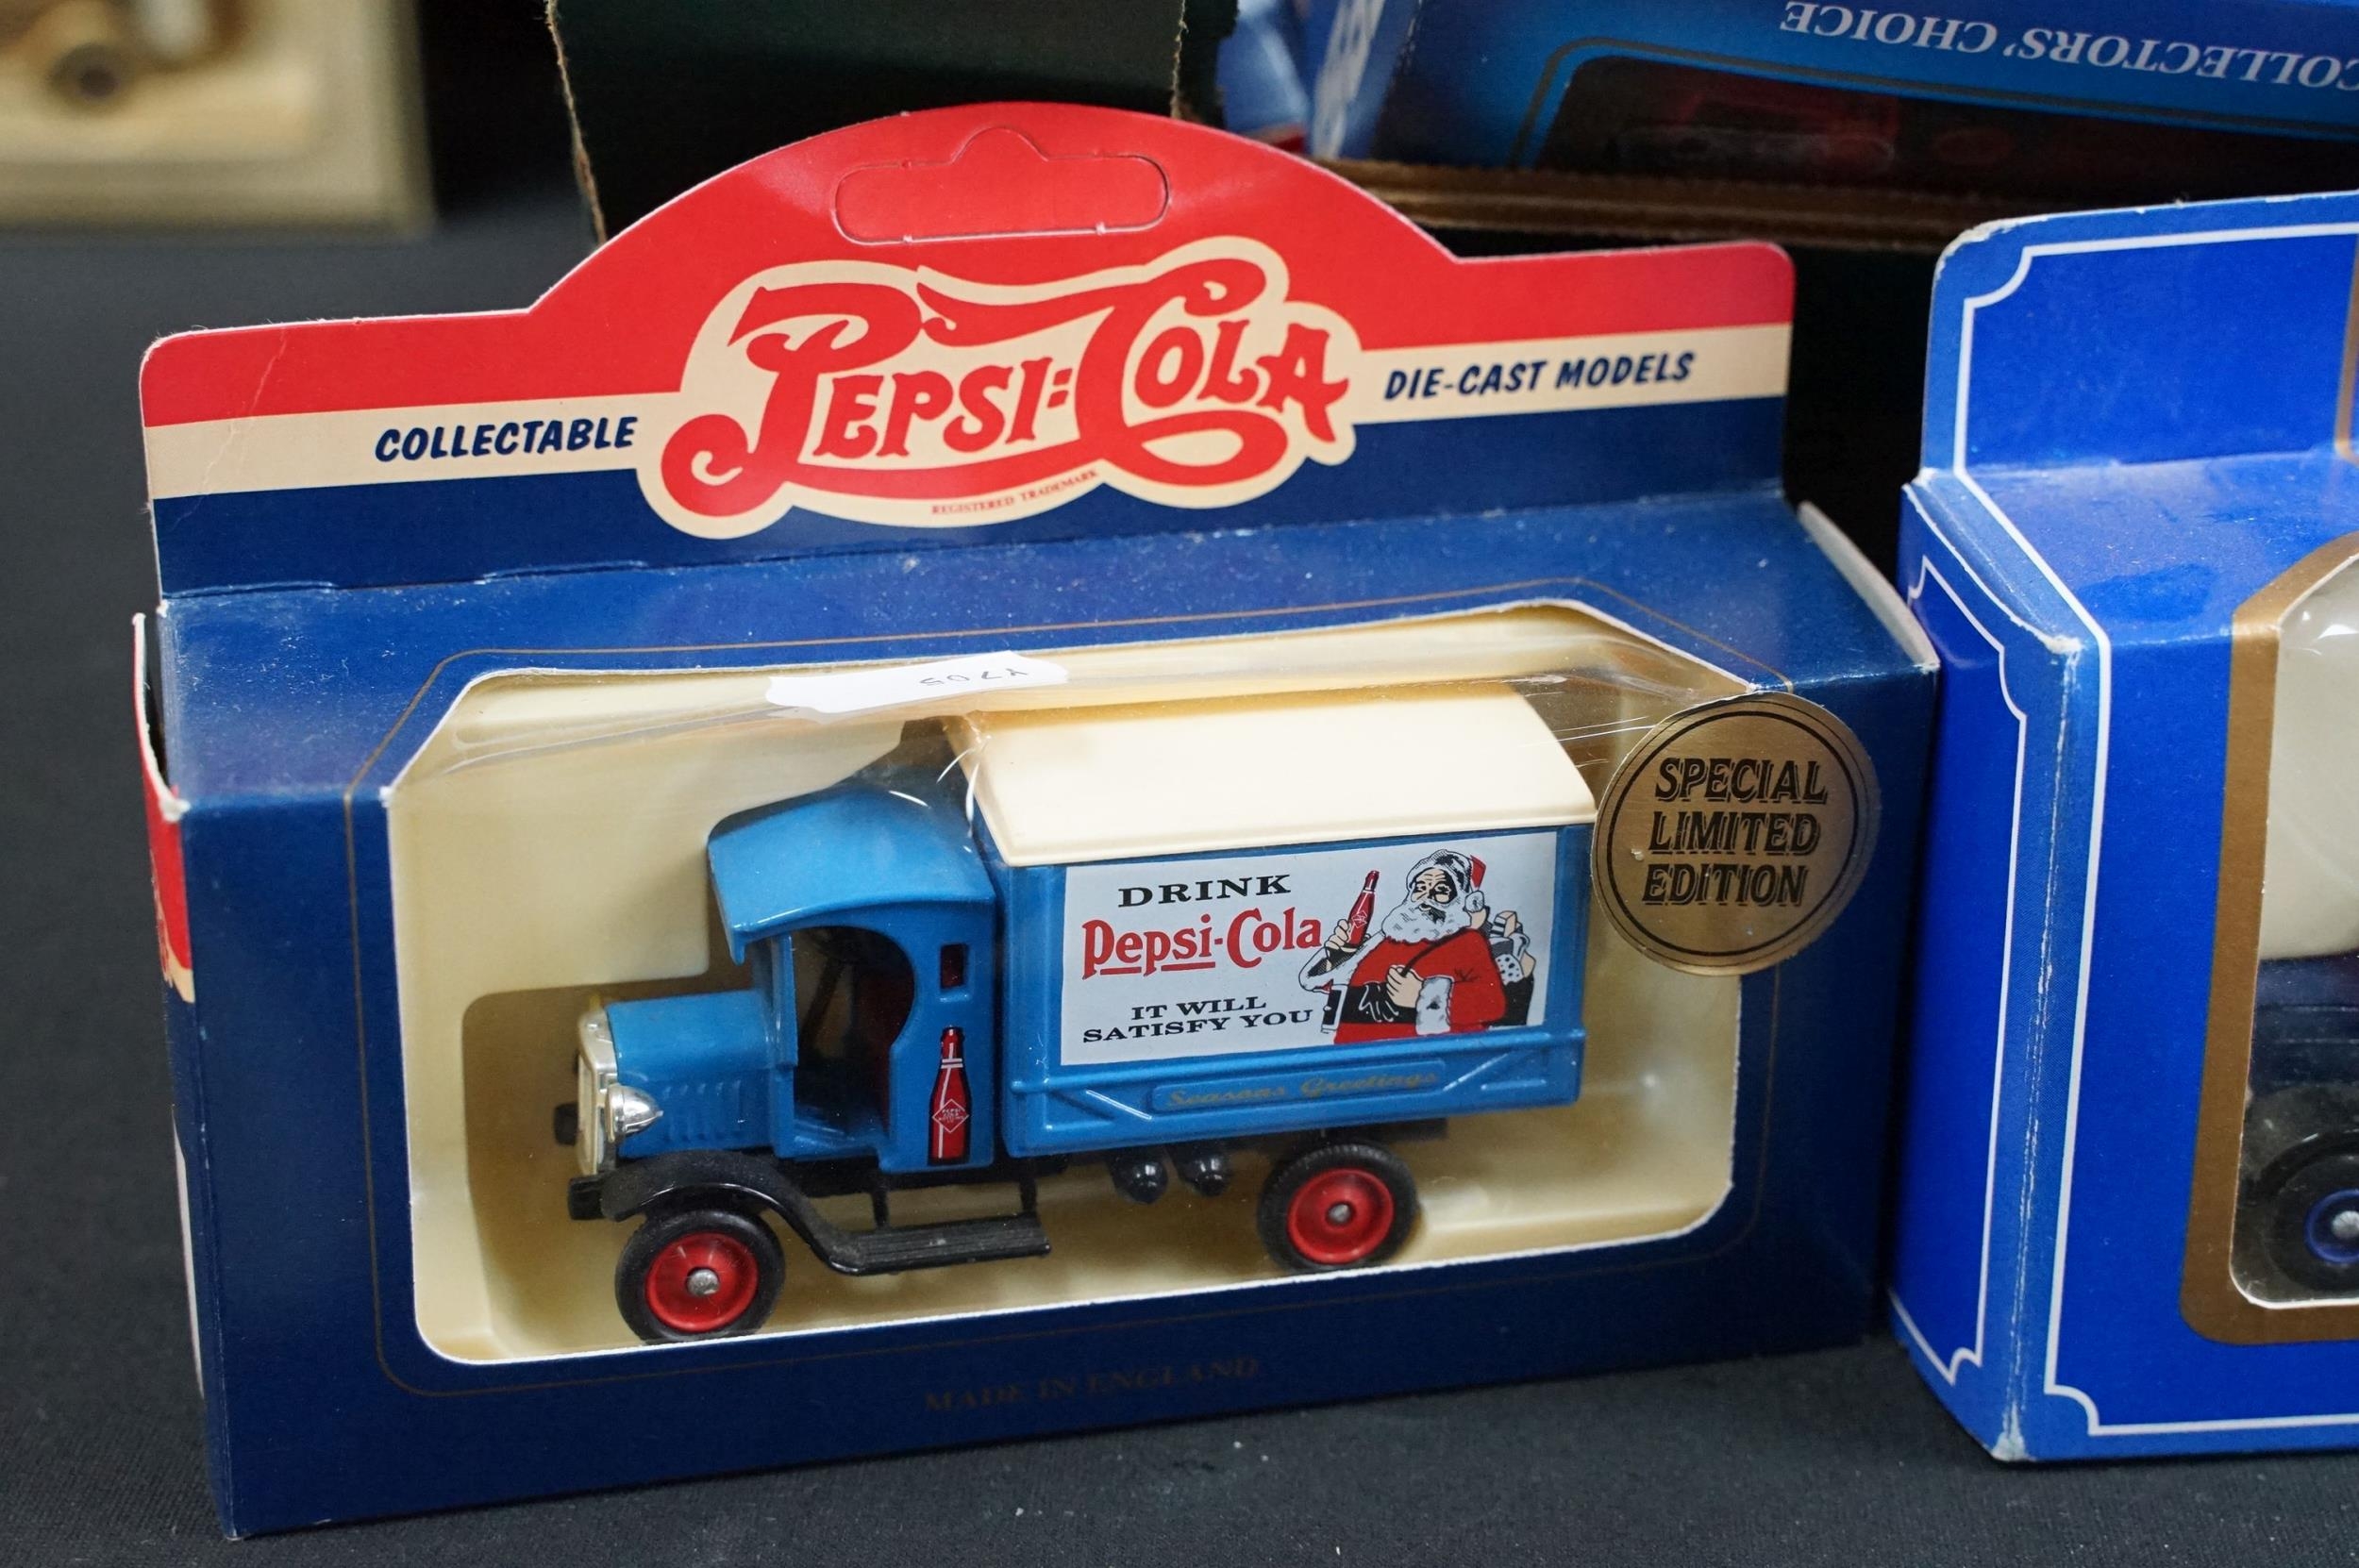 COLLECTORS' CHOICE
PEPSI-COLA
COLLECTABLE
DIE-CAST MODELS
REGISTERED TRADEMARK
Y705
SPECIAL
LIMITED
EDITION
DRINK
Pepsi-Cola
IT WILL
SATISFY YOU
Seasons Greetings
MADE IN ENGLAND